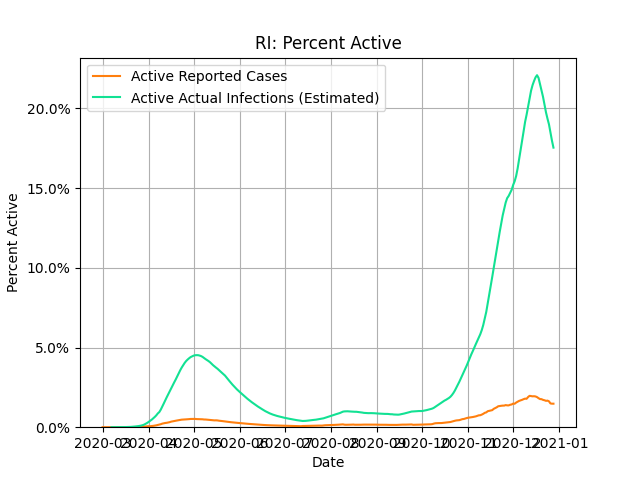 RI: Percent Active
Active Reported Cases
Active Actual Infections (Estimated)
20.0%
15.0%
10.0%
5.0%
0.0%
Percent Active
2020-03 2020-04 2020-05 2020-06 2020-07 2020-08 2020-09 2020-10 2020-11 2020-12 2021-01
Date